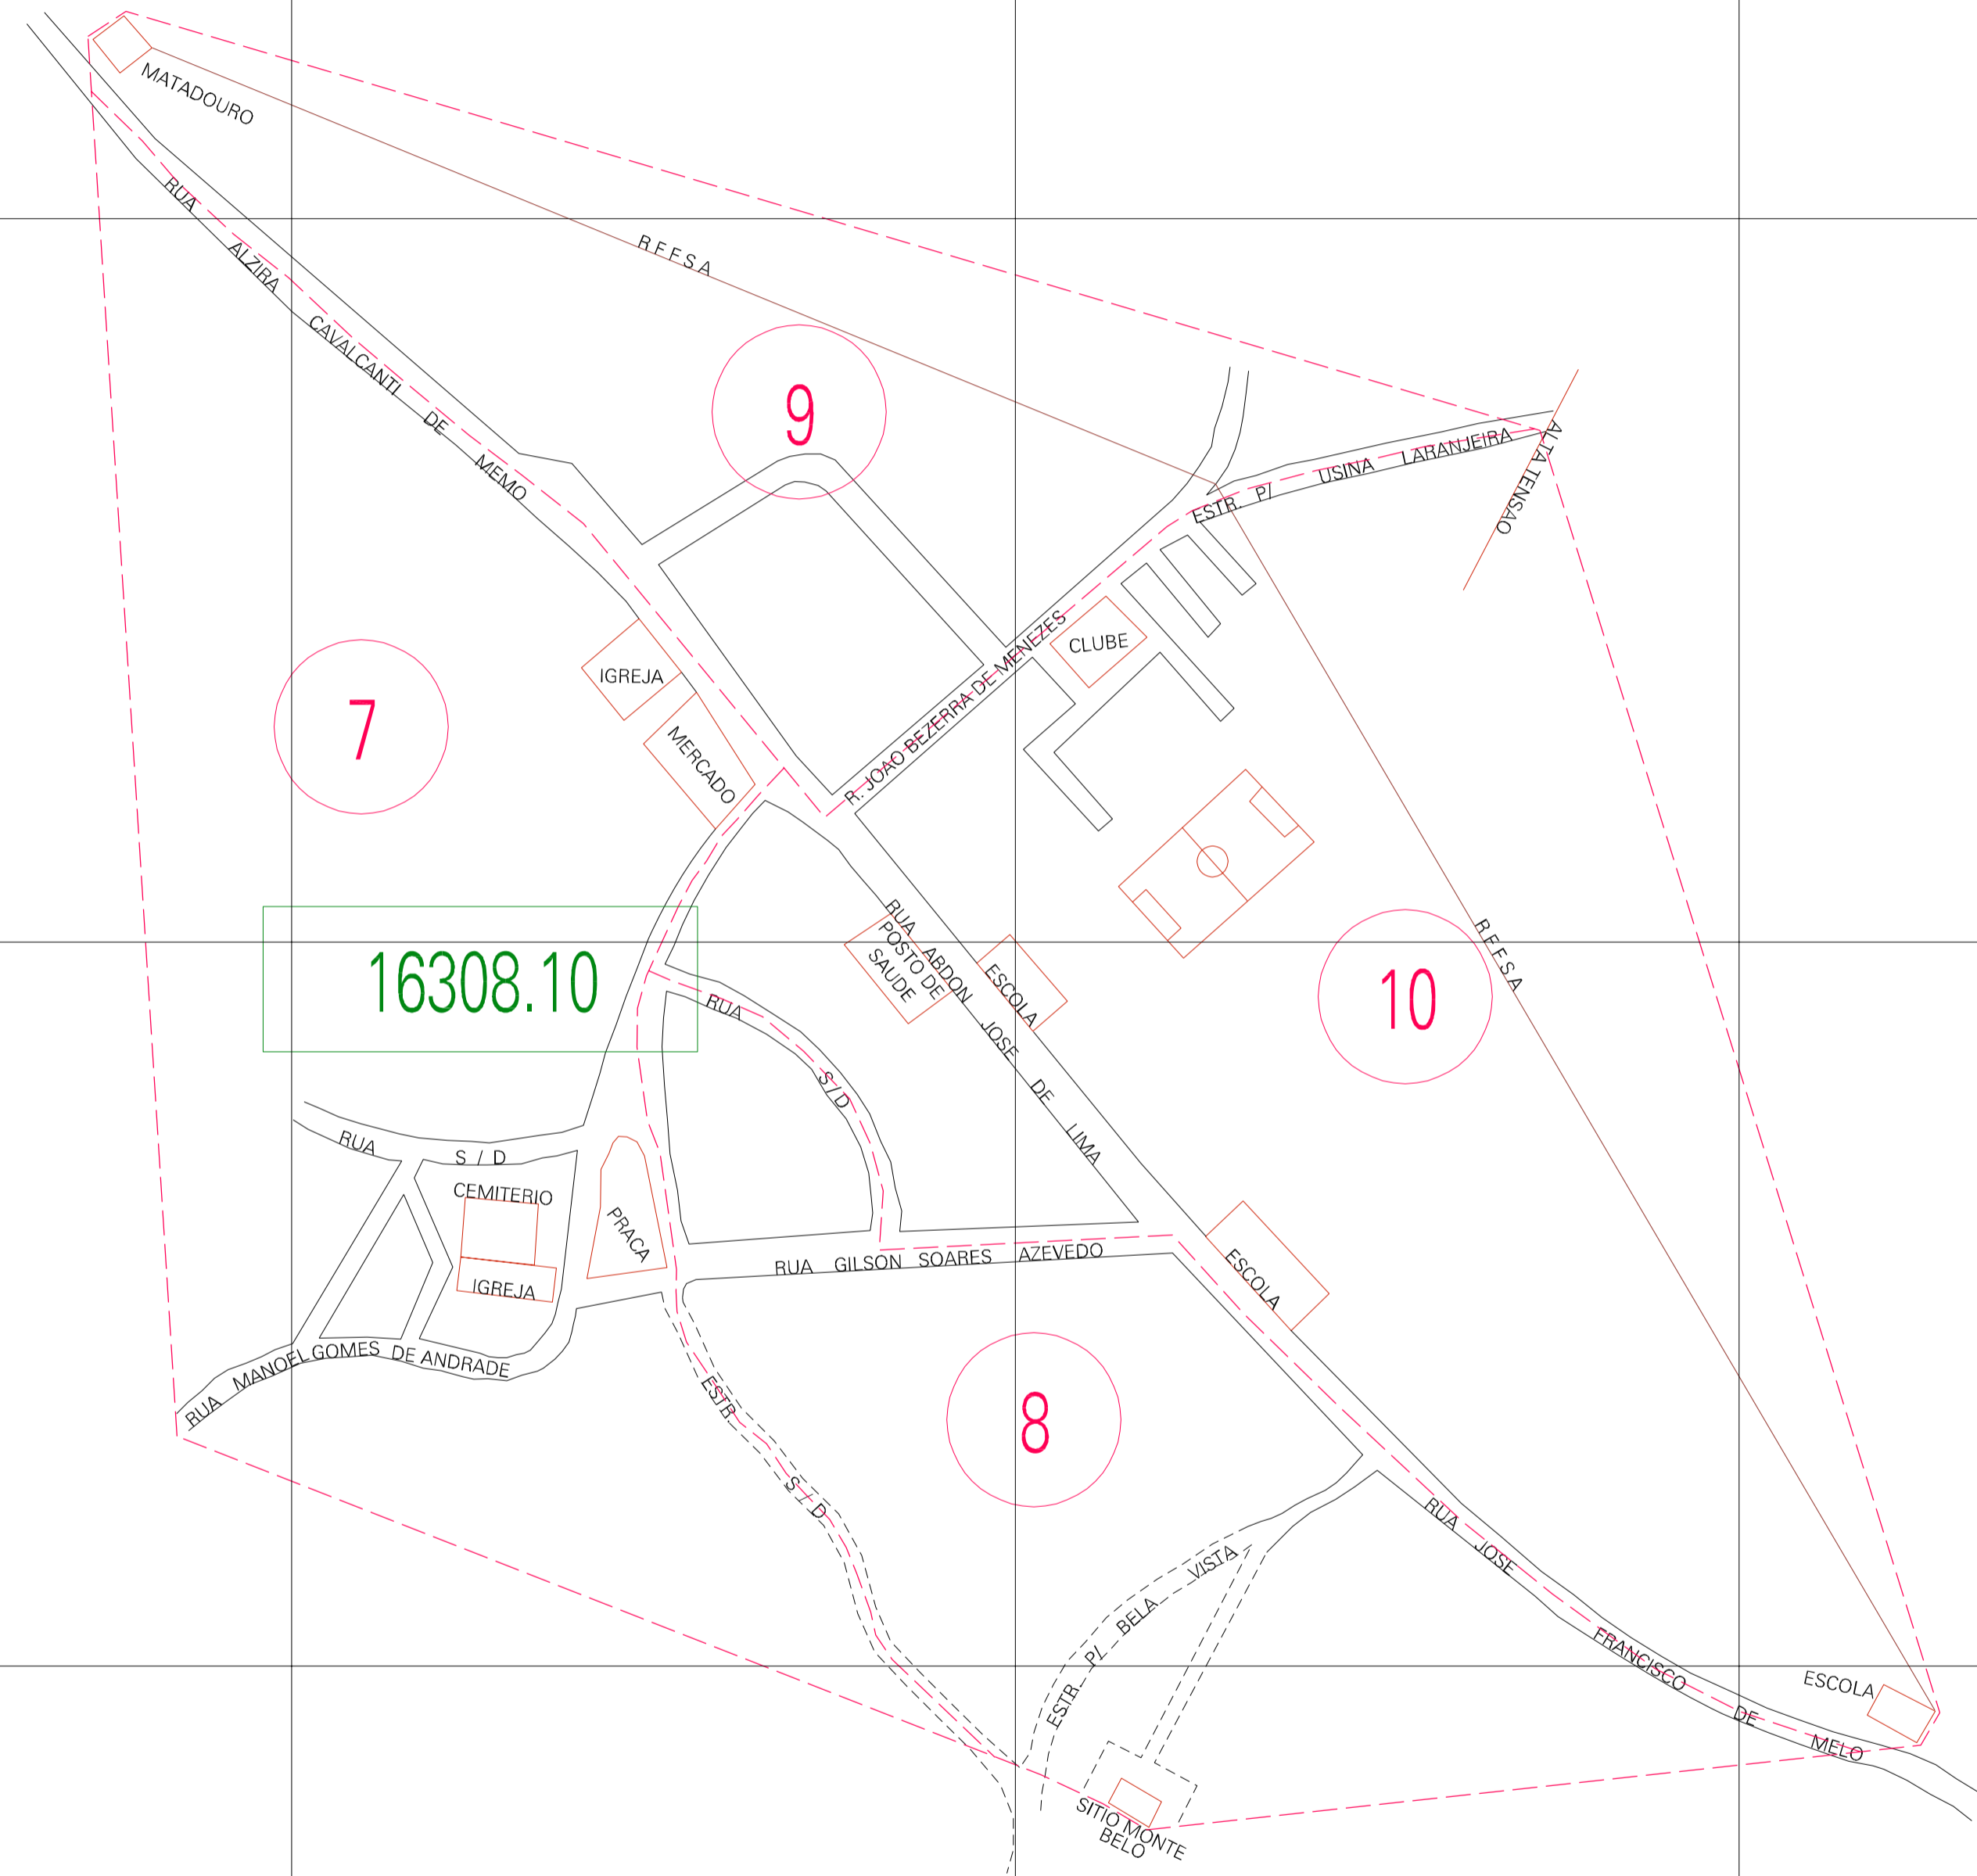 MATADOURO
RUA ALZIRA CAVALCANTI DE MEMO
R F F S A
9
ESTR. P/ USINA LARANJEIRA
ALTA TENSAO
R. JOAO BEZERRA DE MENEZES
CLUBE
IGREJA
MERCADO
7
RUA ABDON JOSE DE LIMA
POSTO DE
SAUDE
ESCOLA
10
R F F S A
16308.10
RUA S / D
RUA S / D
CEMITERIO
IGREJA
PRACA
RUA GILSON SOARES AZEVEDO
ESCOLA
RUA MANOEL GOMES DE ANDRADE
ESTR. S / D
8
ESTR. P/ BELA VISTA
RUA JOSE FRANCISCO DE MELO
ESCOLA
SITIO MONTE
BELO